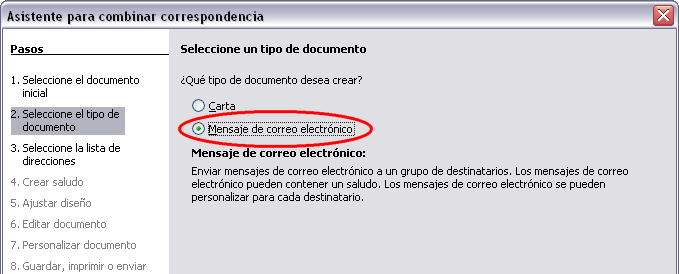 Asistente para combinar correspondencia
Pasos
1. Seleccione el documento
inicial
2. Seleccione el tipo de
documento
3. Seleccione la lista de
direcciones
4. Crear saludo
5. Ajustar diseño
6. Editar documento
7. Personalizar documento
8. Guardar, imprimir o enviar
Seleccione un tipo de documento
¿Qué tipo de documento desea crear?
Carta
Mensaje de correo electrónico
Mensaje de correo electrónico:
Enviar mensajes de correo electrónico a un grupo de destinatarios. Los mensajes de correo
electrónico pueden contener un saludo. Los mensajes de correo electrónico se pueden
personalizar para cada destinatario.